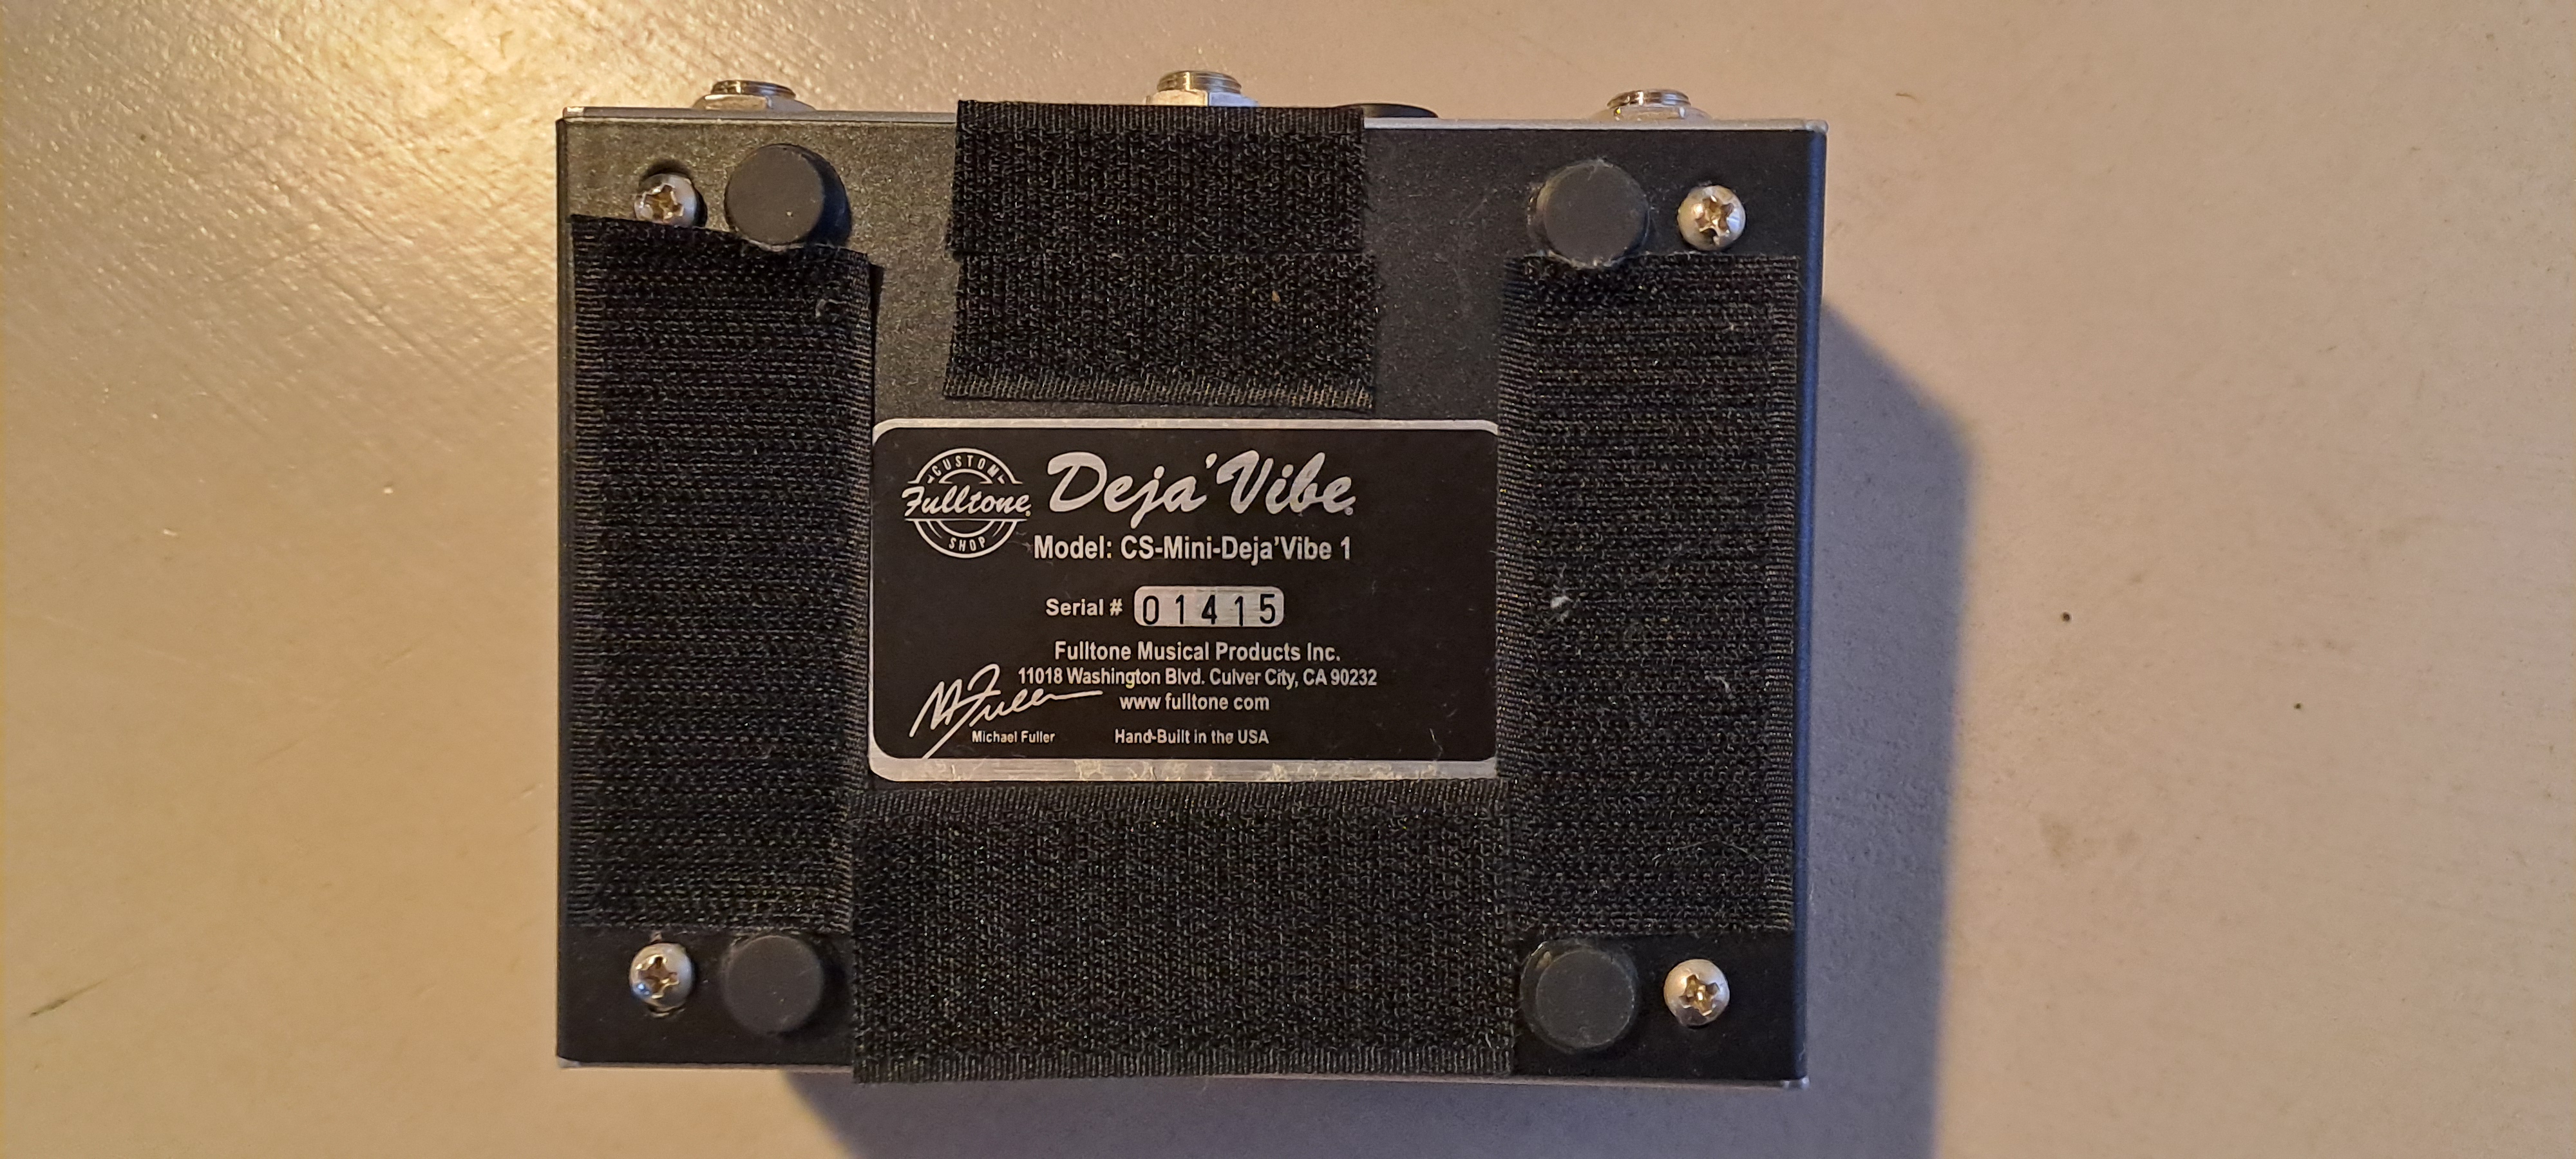 CUSTOM
Fulltone®
SHOP
Deja'Vibe®
Model: CS-Mini-Deja'Vibe 1
Serial # 01415
Fulltone Musical Products Inc.
11018 Washington Blvd. Culver City, CA 90232
www fulltone com
M Fuller
Michael Fuller
Hand-Built in the USA